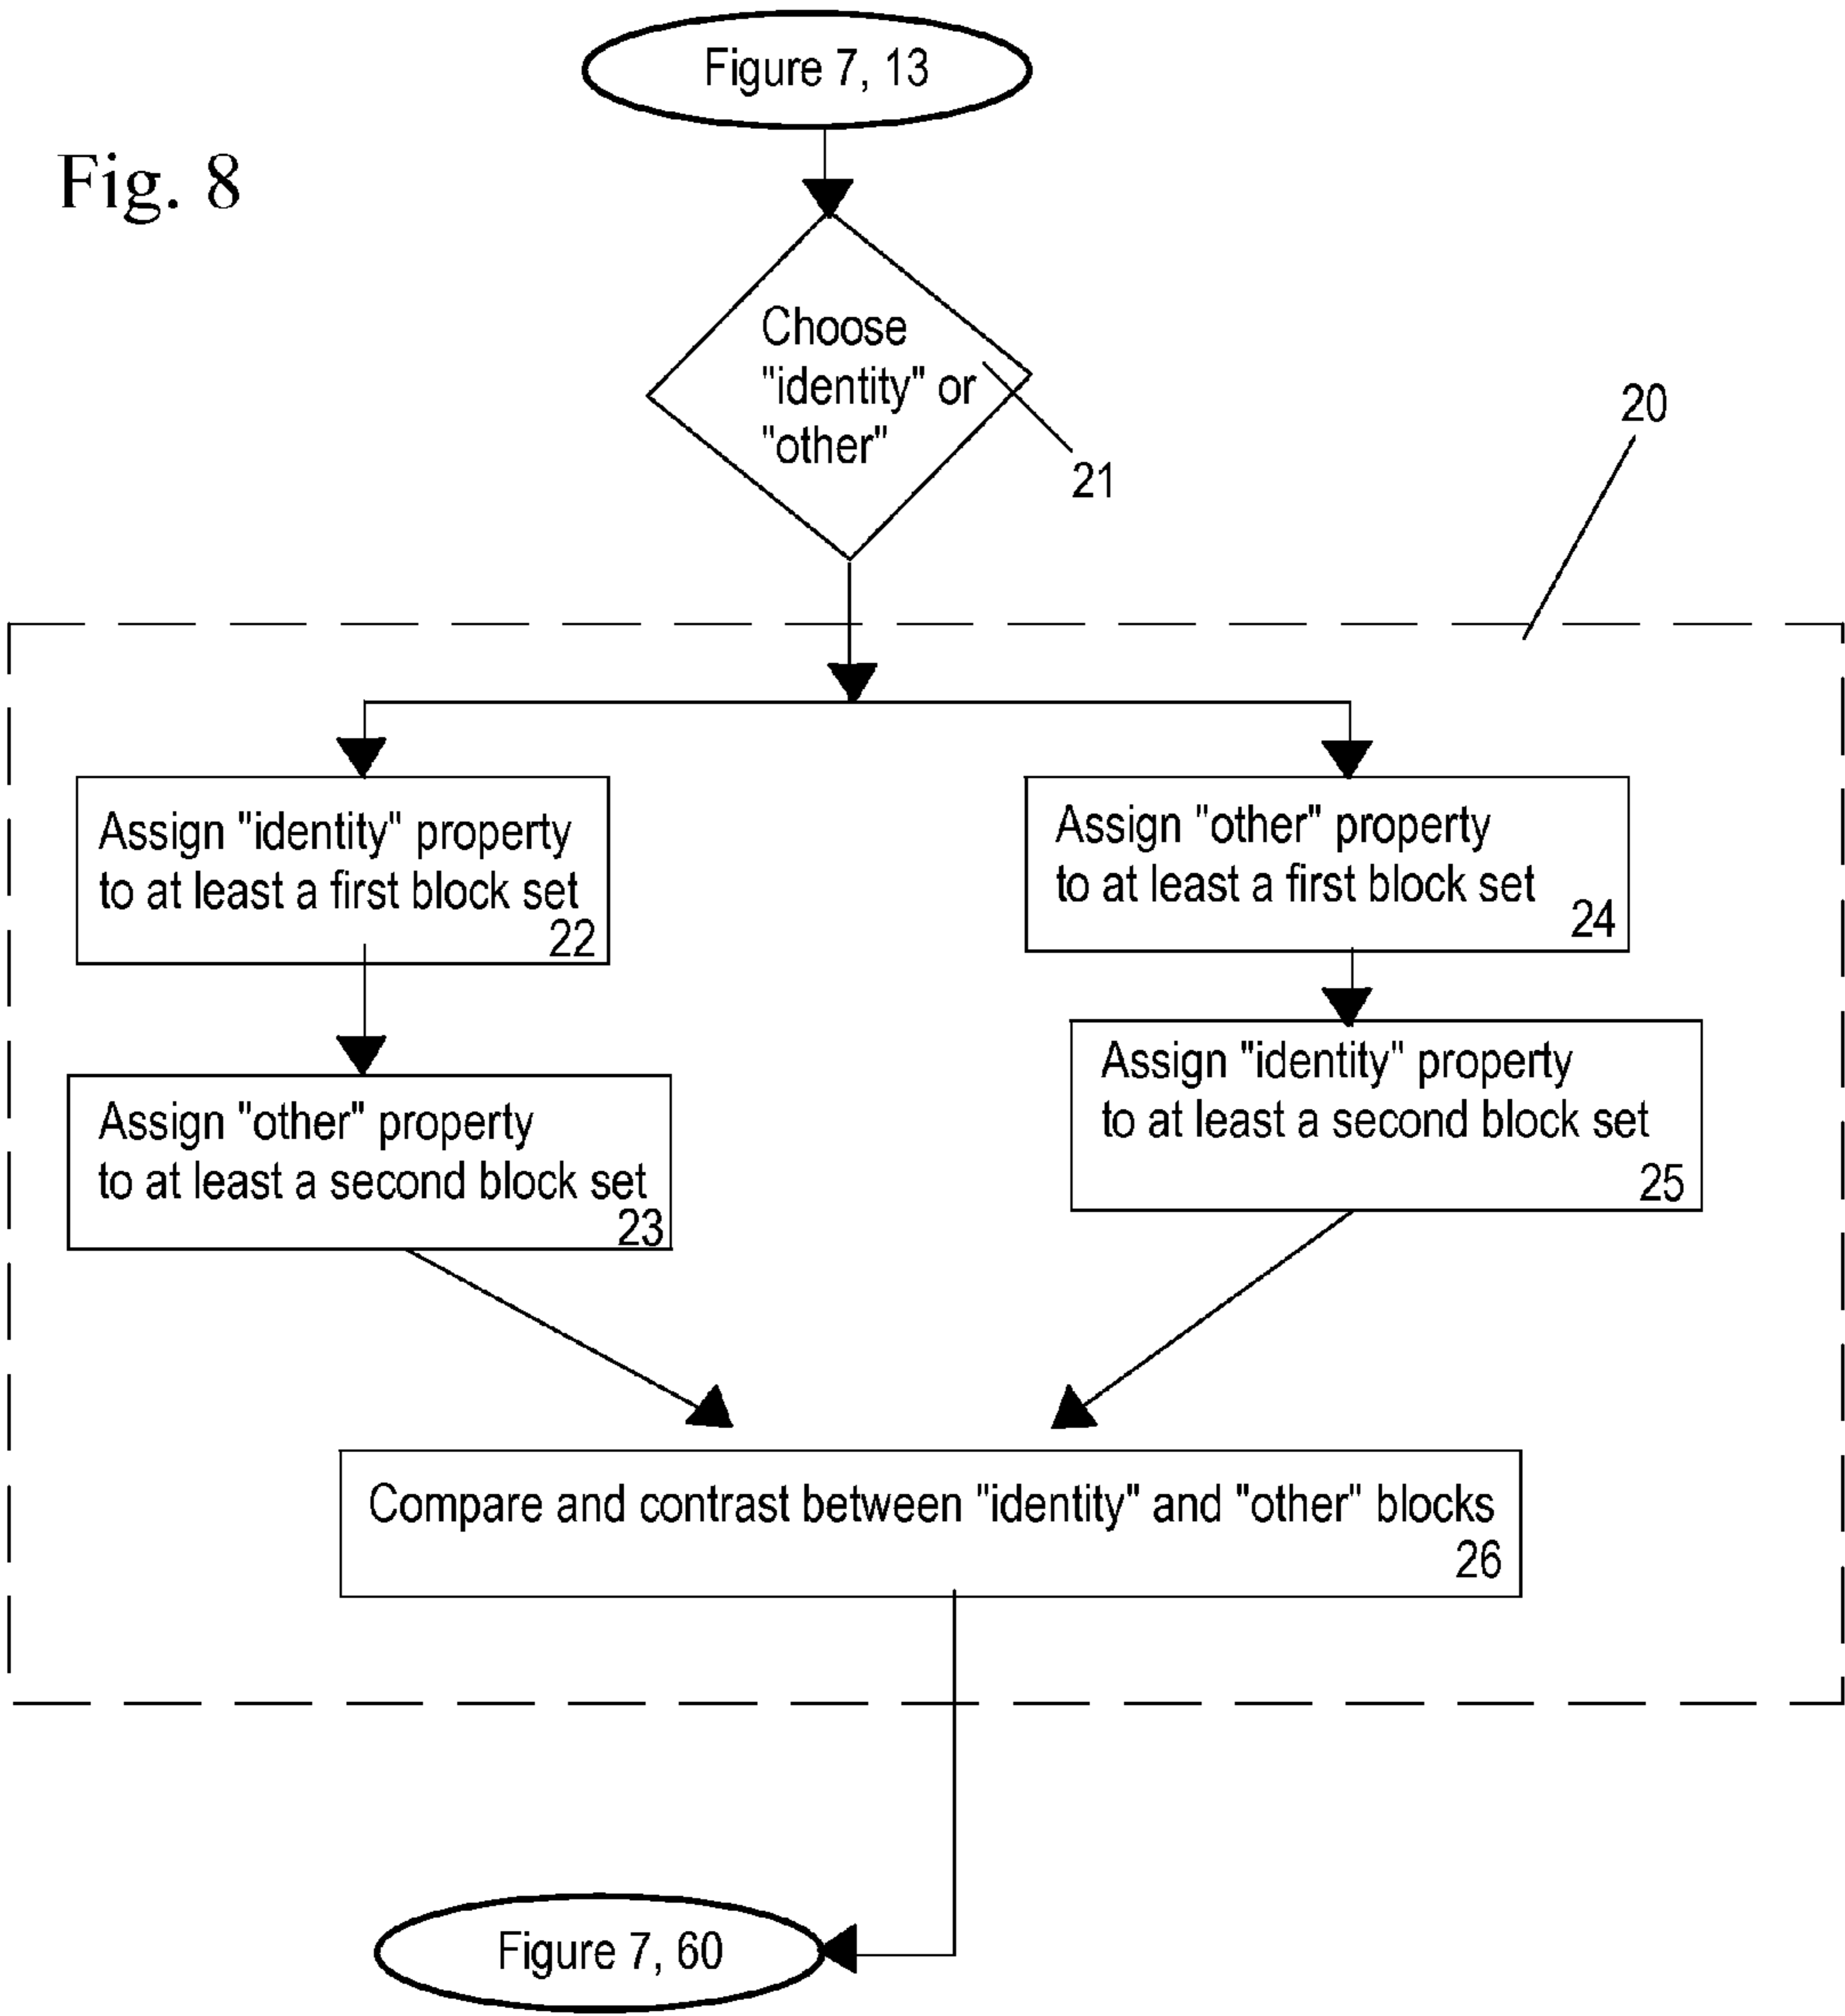 Figure 7, 13
Fig. 8
Choose
"identity" or
"other"
21
20
Assign "identity" property
to at least a first block set
22
Assign "other" property
to at least a first block set
24
Assign "other" property
to at least a second block set
23
Assign "identity" property
to at least a second block set
25
Compare and contrast between "identity" and "other" blocks
26
Figure 7, 60